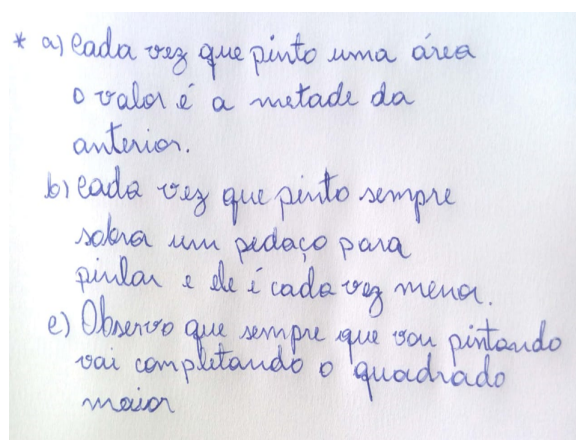 * a) Cada vez que pinto uma área
o valor é a metade da
anterior.
b) Cada vez que pinto sempre
sobra um pedaço para
pintar e ele é cada vez menor.
c) Observo que sempre que vou pintando
vai completando o quadrado
maior